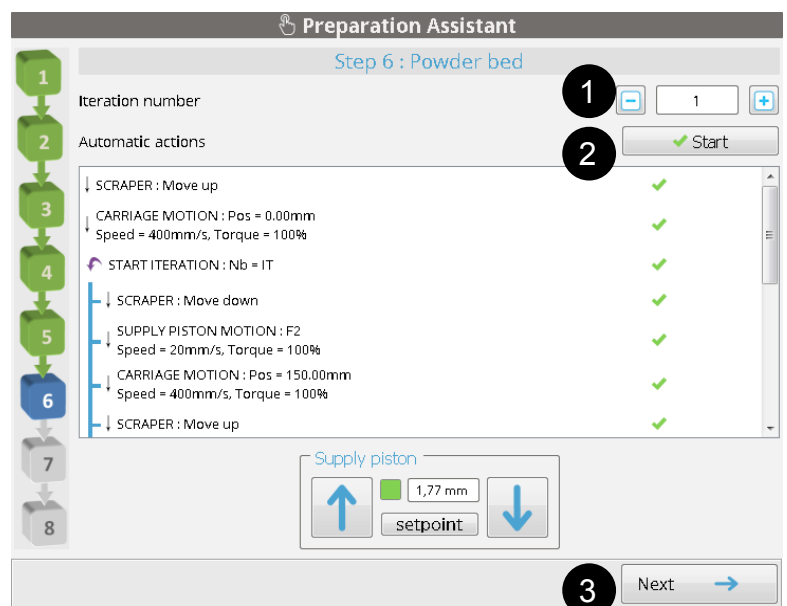 Preparation Assistant
Step 6 : Powder bed
1
Iteration number
1
1
2
Automatic actions
2
Start
SCRAPER : Move up
3
CARRIAGE MOTION : Pos = 0.00mm
Speed = 400mm/s, Torque = 100%
START ITERATION : Nb = IT
4
SCRAPER : Move down
SUPPLY PISTON MOTION : F2
Speed = 20mm/s, Torque = 100%
5
CARRIAGE MOTION : Pos = 150.00mm
Speed = 400mm/s, Torque = 100%
6
SCRAPER : Move up
Supply piston
7
1,77 mm
setpoint
8
3
Next